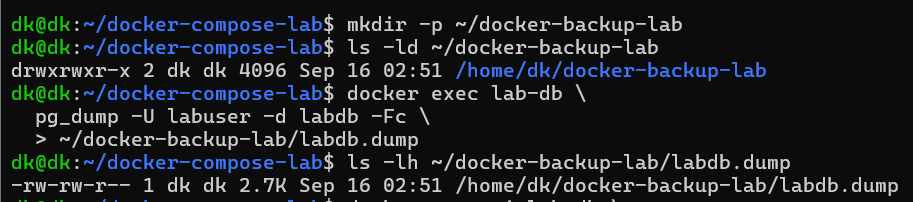 dk@dk:~/docker-compose-lab$ mkdir -p ~/docker-backup-lab
dk@dk:~/docker-compose-lab$ ls -ld ~/docker-backup-lab
drwxrwxr-x 2 dk dk 4096 Sep 16 02:51 /home/dk/docker-backup-lab
dk@dk:~/docker-compose-lab$ docker exec lab-db \
  pg_dump -U labuser -d labdb -Fc \
  > ~/docker-backup-lab/labdb.dump
dk@dk:~/docker-compose-lab$ ls -lh ~/docker-backup-lab/labdb.dump
-rw-rw-r-- 1 dk dk 2.7K Sep 16 02:51 /home/dk/docker-backup-lab/labdb.dump